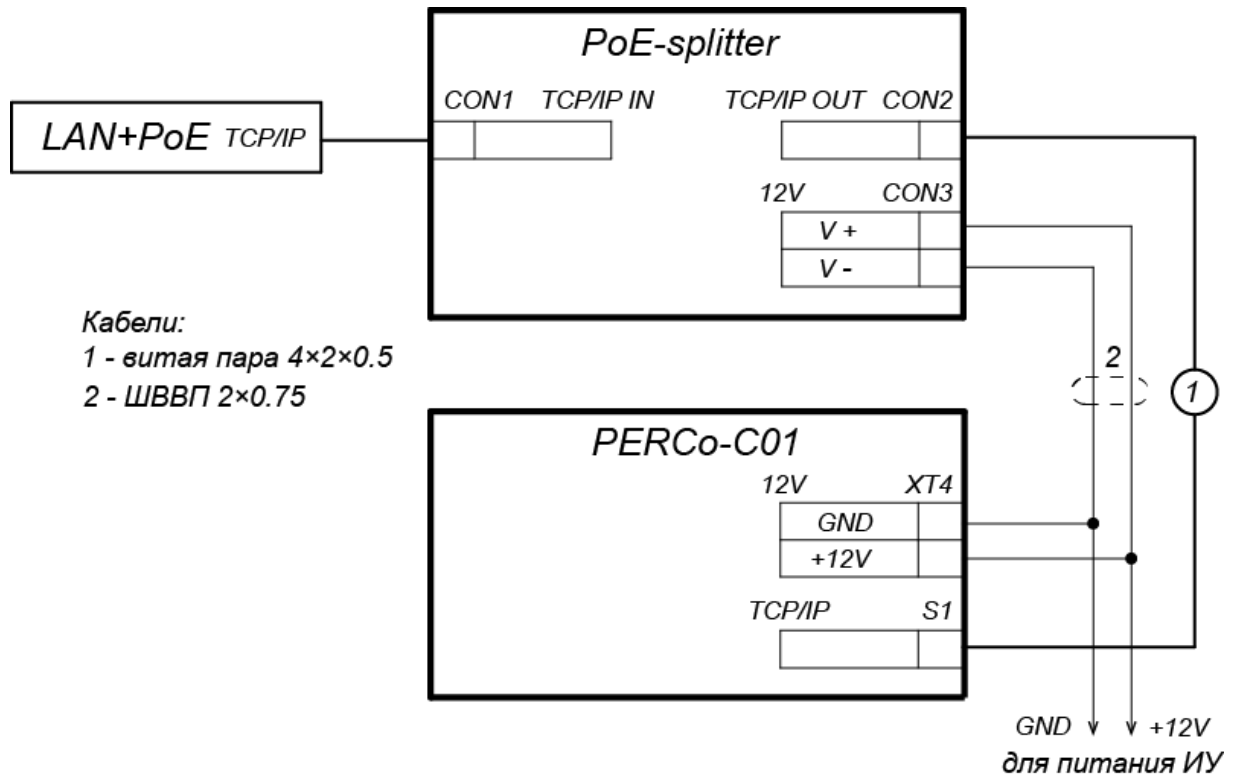 PoE-splitter
CON1 TCP/IP IN TCP/IP OUT CON2
LAN+PoE TCP/IP
12V CON3
V +
V -
Кабели:
1 - витая пара 4×2×0.5
2 - ШВВП 2×0.75
2
1
PERCo-C01
12V XT4
GND
+12V
TCP/IP S1
GND +12V
для питания ИУ